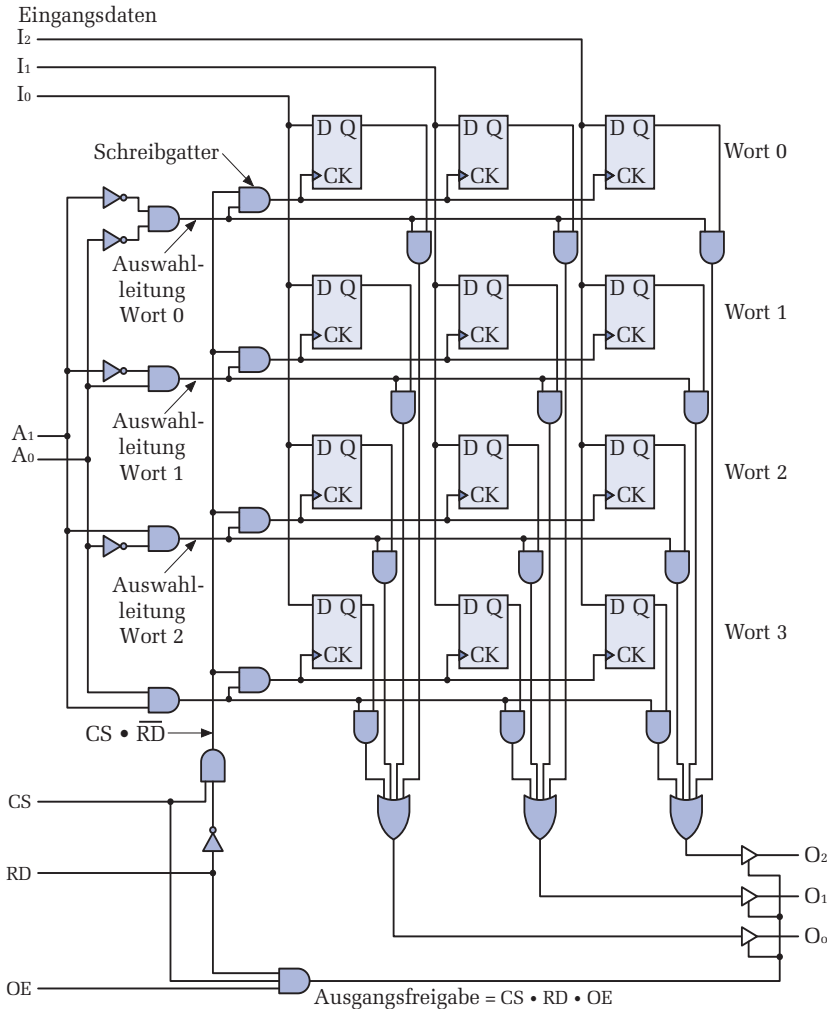 Eingangsdaten
I₂
I₁
I₀
D Q
CK
D Q
CK
D Q
CK
Wort 0
Schreibgatter
Auswahl-
leitung
Wort 0
D Q
CK
D Q
CK
D Q
CK
Wort 1
Auswahl-
leitung
Wort 1
A₁
A₀
D Q
CK
D Q
CK
D Q
CK
Wort 2
Auswahl-
leitung
Wort 2
D Q
CK
D Q
CK
D Q
CK
Wort 3
CS • R̅D̅
CS
RD
OE
O₂
O₁
O₀
Ausgangsfreigabe = CS • RD • OE